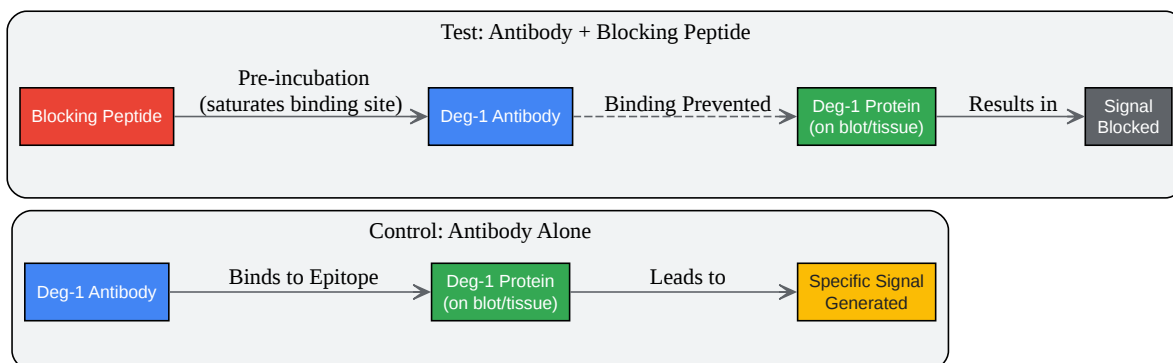 Test: Antibody + Blocking Peptide
Blocking Peptide
Pre-incubation
(saturates binding site)
Deg-1 Antibody
Binding Prevented
Deg-1 Protein
(on blot/tissue)
Results in
Signal
Blocked
Control: Antibody Alone
Deg-1 Antibody
Binds to Epitope
Deg-1 Protein
(on blot/tissue)
Leads to
Specific Signal
Generated